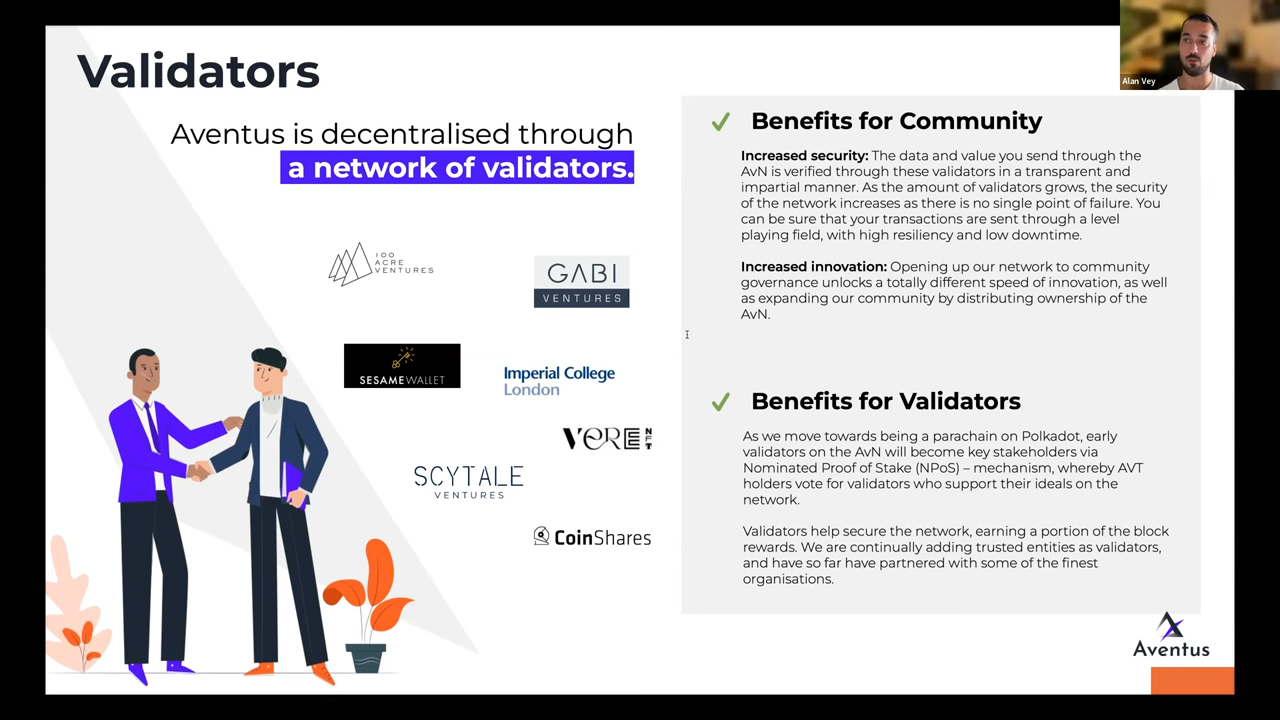 Validators
Aventus is decentralised through
a network of validators.
100
ACRE
VENTURES
GABI
VENTURES
SESAMEWALLET
Imperial College
London
VEREE
NFT
SCYTALE
VENTURES
CoinShares
Alan Vey
Benefits for Community
Increased security: The data and value you send through the
AvN is verified through these validators in a transparent and
impartial manner. As the amount of validators grows, the security
of the network increases as there is no single point of failure. You
can be sure that your transactions are sent through a level
playing field, with high resiliency and low downtime.
Increased innovation: Opening up our network to community
governance unlocks a totally different speed of innovation, as well
as expanding our community by distributing ownership of the
AvN.
Benefits for Validators
As we move towards being a parachain on Polkadot, early
validators on the AvN will become key stakeholders via
Nominated Proof of Stake (NPoS) – mechanism, whereby AVT
holders vote for validators who support their ideals on the
network.
Validators help secure the network, earning a portion of the block
rewards. We are continually adding trusted entities as validators,
and have so far have partnered with some of the finest
organisations.
Aventus